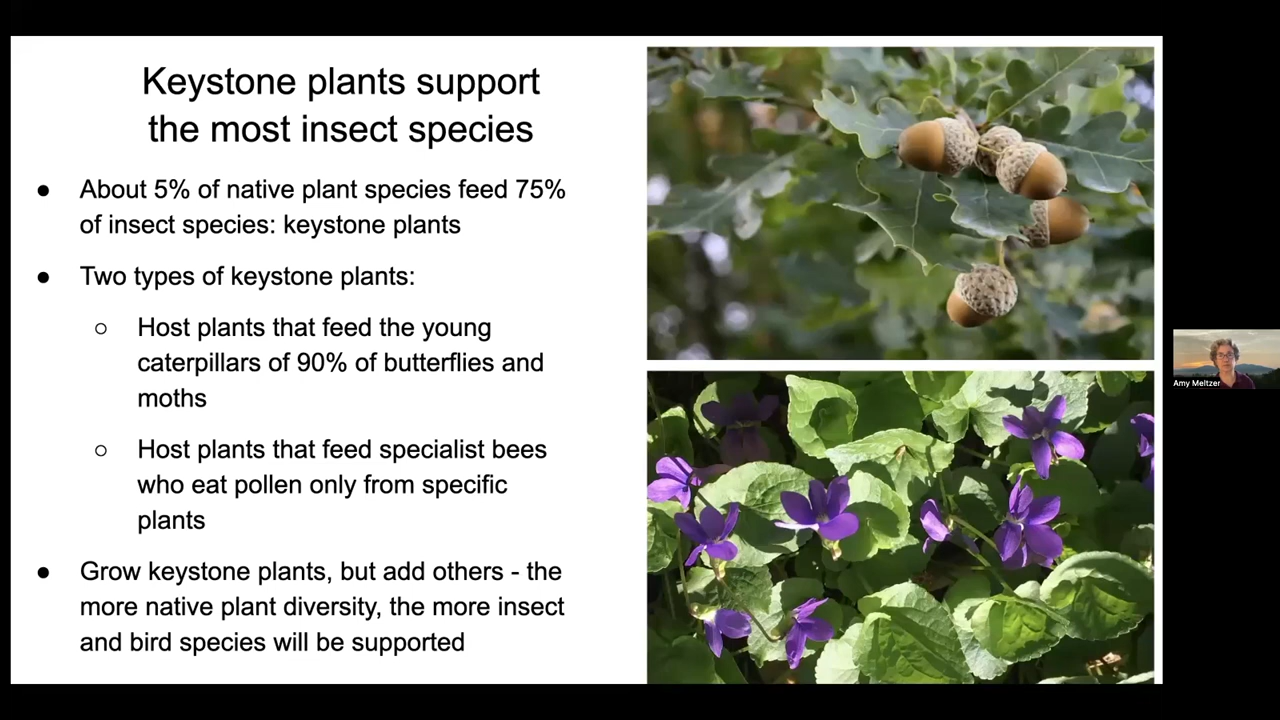 Keystone plants support
the most insect species
● About 5% of native plant species feed 75%
of insect species: keystone plants
● Two types of keystone plants:
○ Host plants that feed the young
caterpillars of 90% of butterflies and
moths
○ Host plants that feed specialist bees
who eat pollen only from specific
plants
● Grow keystone plants, but add others - the
more native plant diversity, the more insect
and bird species will be supported
Amy Meltzer